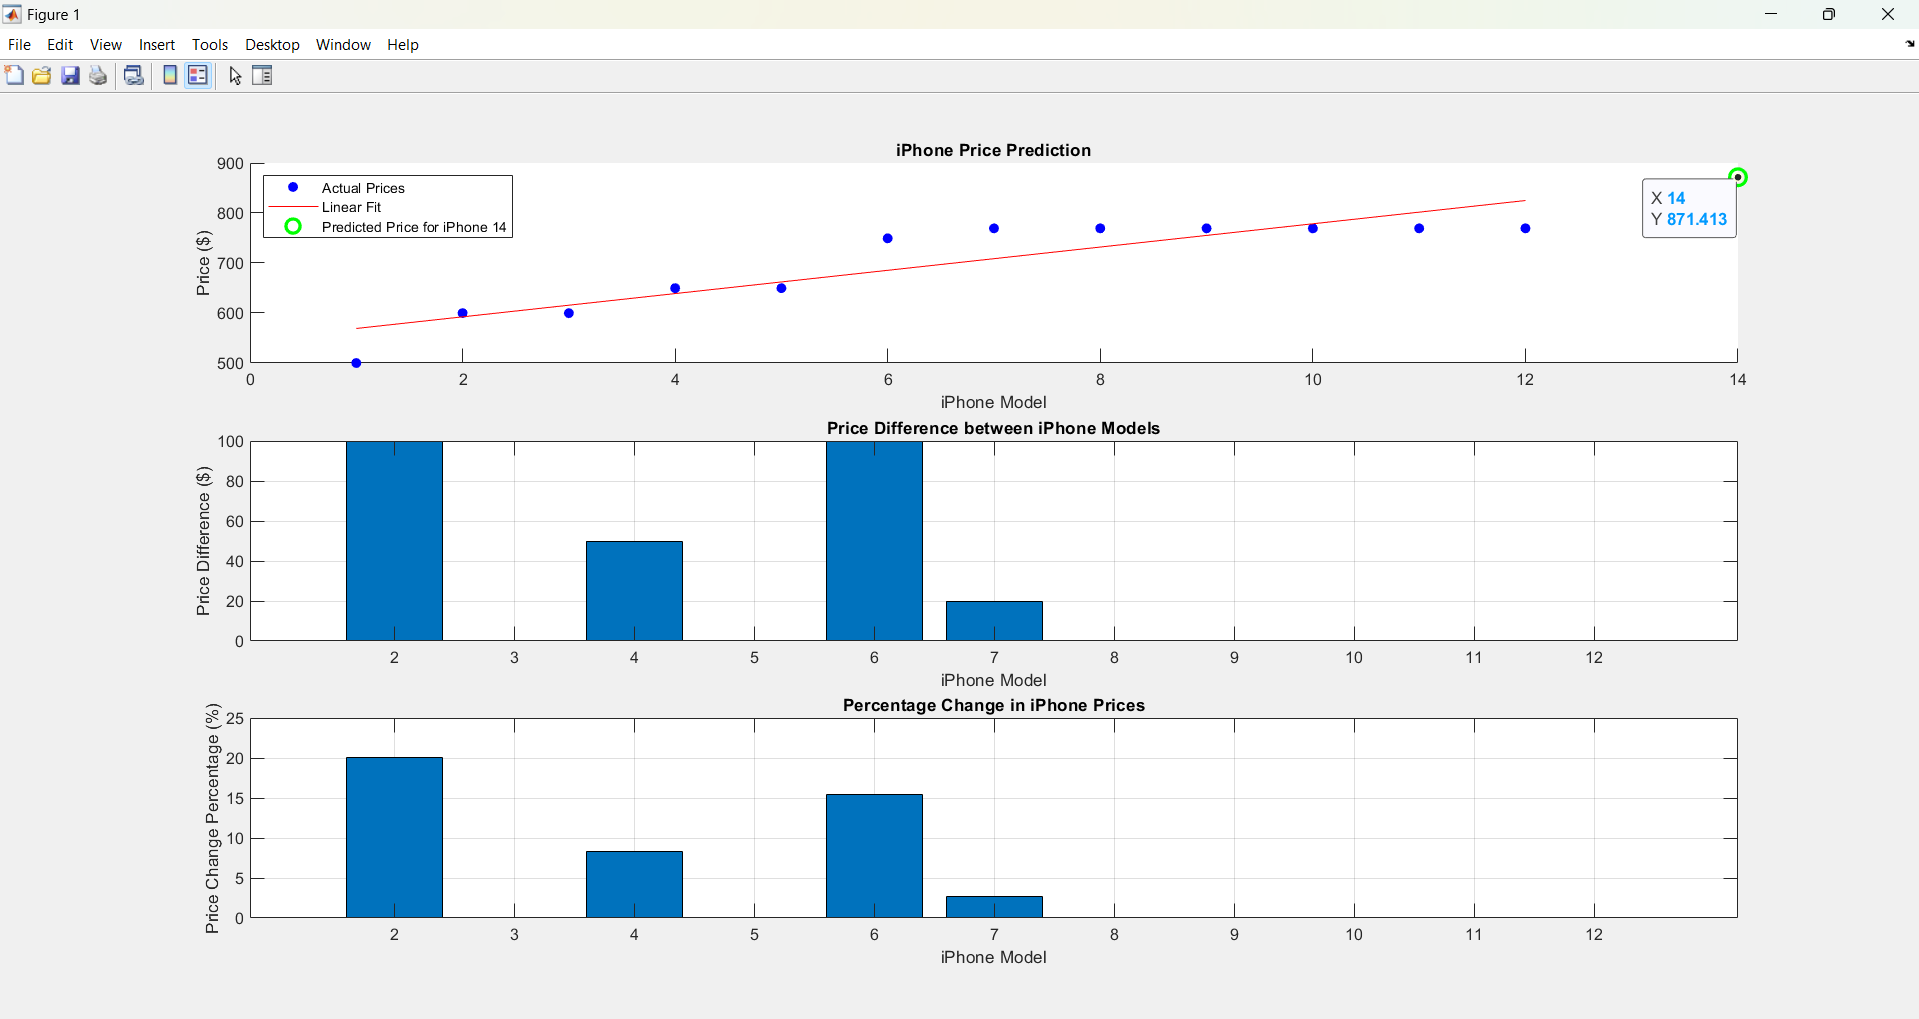 Figure 1
File Edit View Insert Tools Desktop Window Help
iPhone Price Prediction
Price ($)
900
800
700
600
500
Actual Prices
Linear Fit
Predicted Price for iPhone 14
X 14
Y 871.413
0 2 4 6 8 10 12 14
iPhone Model
Price Difference between iPhone Models
Price Difference ($)
100
80
60
40
20
0
2 3 4 5 6 7 8 9 10 11 12
iPhone Model
Percentage Change in iPhone Prices
Price Change Percentage (%)
25
20
15
10
5
0
2 3 4 5 6 7 8 9 10 11 12
iPhone Model